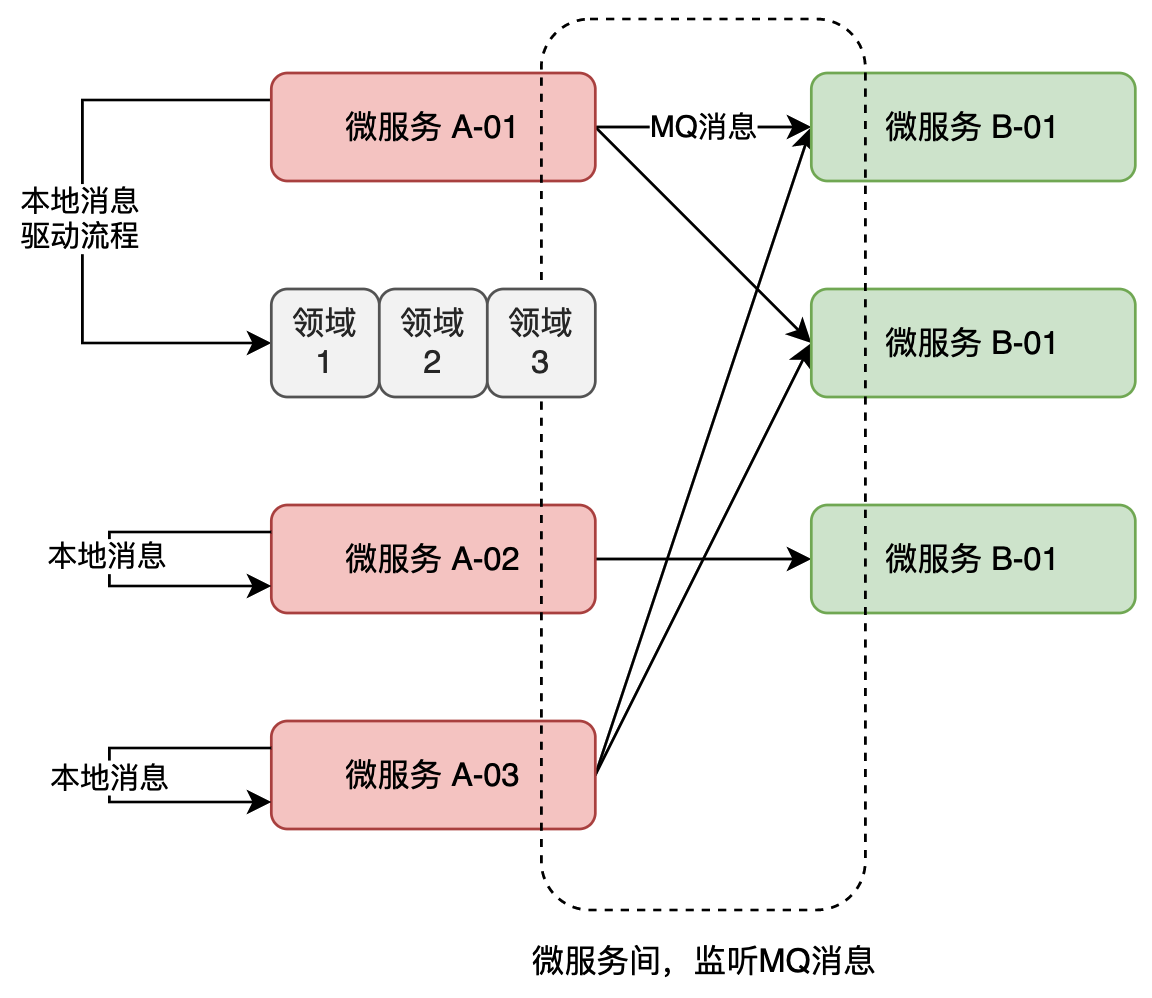 微服务 A-01
MQ消息
微服务 B-01
本地消息
驱动流程
领域
1
领域
2
领域
3
微服务 B-01
本地消息
微服务 A-02
微服务 B-01
本地消息
微服务 A-03
微服务间，监听MQ消息